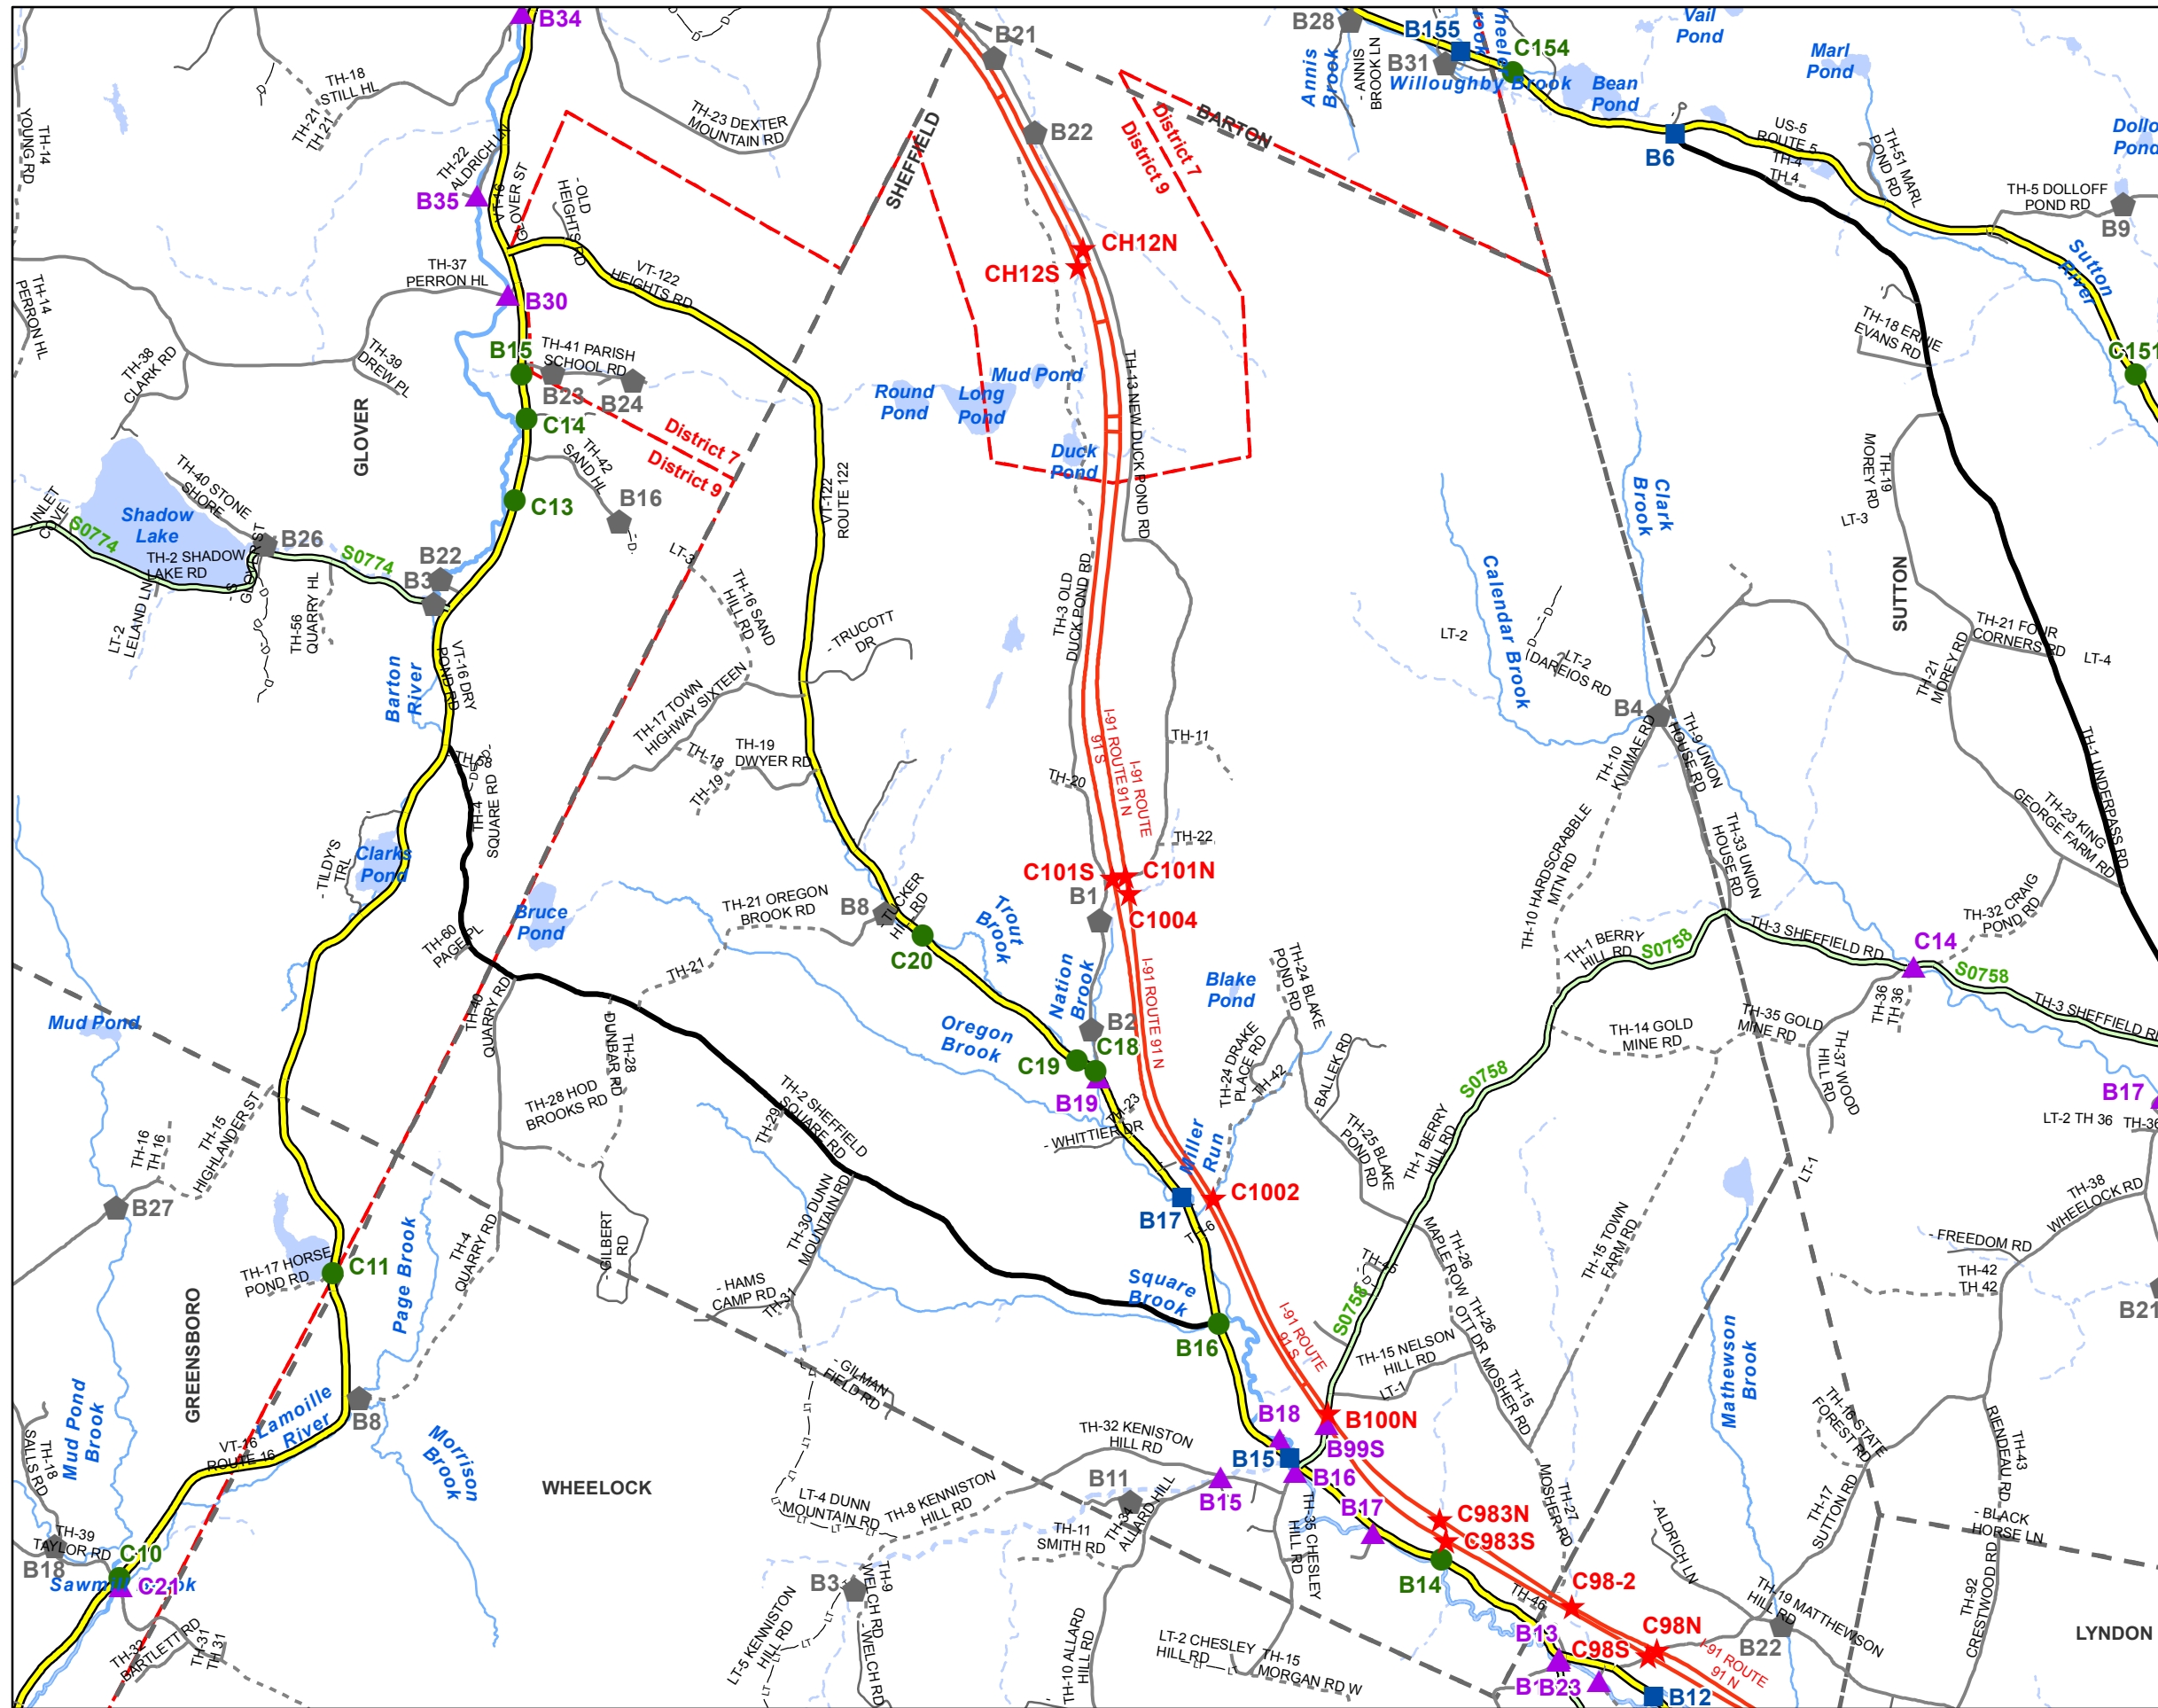 B34
B21
B28
B155
C154
Vail
Pond
Marl
Pond
TH-18
STILL HL
TH-21
TH 21
TH-14
YOUNG RD
TH-23 DEXTER
MOUNTAIN RD
B22
Annis
Brook
- ANNIS
BROOK LN
B31
Willoughby Brook
Bean
Pond
BARTON
District 7
District 9
SHEFFIELD
B6
US-5
ROUTE 5
TH-4
TH 4
TH-51 MARL
POND RD
TH-5 DOLLOFF
POND RD
B9
TH-22
ALDRICH LN
B35
VT-16
GLOVER ST
- OLD
HEIGHTS RD
CH12N
CH12S
Sutton
River
TH-37
PERRON HL
B30
VT-122
HEIGHTS RD
TH-14
PERRON HL
TH-38
CLARK RD
TH-39
DREW PL
B15
TH-41 PARISH
SCHOOL RD
B23
B24
C14
GLOVER
District 7
District 9
TH-42
SAND HL
B16
C13
Round
Pond
Long
Pond
Mud Pond
Duck
Pond
TH-13 NEW DUCK POND RD
TH-18 ERNIE
EVANS RD
C151
TH-19
MOREY RD
LT-3
SUTTON
Clark
Brook
Calendar Brook
VT-122
ROUTE 122
TH-40 STONE
SHORE
Shadow
Lake
- INLET
COVE
S0774
TH-2 SHADOW
LAKE RD
B26
S0774
B22
LT-2
LELAND LN
TH-56
QUARRY HL
LT-3
TH-16 SAND
HILL RD
- TRUCOTT
DR
TH-3 OLD
DUCK POND RD
LT-2
LT-2
DAREIOS RD
TH-21 FOUR
CORNERS RD
LT-4
TH-21
MOREY RD
Barton
River
VT-16 DRY
POND RD
TH-17 TOWN
HIGHWAY SIXTEEN
TH-18
TH-19
TH-19
DWYER RD
I-91 ROUTE
91 S
I-91 ROUTE
91 N
TH-11
TH-20
TH-22
B4
TH-10
KIVIMAE RD
TH-9 UNION
HOUSE RD
TH-1 UNDERPASS RD
TH-4
SQUARE RD
- TILDY'S
TRL
Clarks
Pond
TH-10 HARDSCRABBLE
MTN RD
TH-33 UNION
HOUSE RD
TH-23 KING
GEORGE FARM RD
TH-32 CRAIG
POND RD
C101S
C101N
B1
C1004
Bruce
Pond
TH-60
PAGE PL
TH-21 OREGON
BROOK RD
B8
TUCKER
HILL RD
C20
Trout
Brook
TH-21
TH-1 BERRY
HILL RD
S0758
TH-3 SHEFFIELD RD
C14
S0758
TH-3 SHEFFIELD RD
Mud Pond
TH-40
QUARRY RD
Nation
Brook
Oregon
Brook
B2
C18
C19
B19
I-91 ROUTE 91 N
Blake
Pond
TH-24 BLAKE
POND RD
TH-24 DRAKE
PLACE RD
TH-42
- BALLEK RD
TH-14 GOLD
MINE RD
TH-35 GOLD
MINE RD
TH-36
TH 36
TH-37 WOOD
HILL RD
S0758
B17
LT-2 TH 36
TH-28
DUNBAR RD
TH-28 HOD
BROOKS RD
TH-29
TH-2 SHEFFIELD
SQUARE RD
TH-23
- WHITTIER DR
TH-16
TH 16
TH-15
HIGHLANDER ST
B27
Miller
Run
C1002
B17
TH-25 BLAKE
POND RD
TH-1 BERRY
HILL RD
LT-1
TH-38
WHEELOCK RD
- FREEDOM RD
TH-42
TH 42
B21
TH-17 HORSE
POND RD
C11
Page Brook
TH-4
QUARRY RD
- GILBERT
RD
TH-30 DUNN
MOUNTAIN RD
- HAMS
CAMP RD
TH-31
Square
Brook
B16
TH-26
MAPLE ROW
TH-15 TOWN
FARM RD
S0758
TH-26
OTT DR
GREENSBORO
Mud Pond
Brook
Lamoille
River
B8
VT-16
ROUTE 16
Morrison
Brook
WHEELOCK
- GILMAN
FIELD RD
I-91 ROUTE
91 S
TH-15 NELSON
HILL RD
LT-1
TH-15
MOSHER RD
Mathewson
Brook
TH-16 STATE
FOREST RD
TH-43
RIENDEAU RD
TH-18
SALLS RD
TH-32 KENISTON
HILL RD
B18
B15
B100N
B99S
B16
B15
B17
B11
TH-34
ALLARD HILL
TH-8 KENNISTON
HILL RD
LT-4 DUNN
MOUNTAIN RD
TH-11
SMITH RD
TH-35 CHESLEY
HILL RD
C983N
C983S
B14
TH-27
MOSHER RD
TH-17
SUTTON RD
- BLACK
HORSE LN
TH-39
TAYLOR RD
B18
C10
C21
TH-32
BARTLETT RD
TH-31
TH 31
B3
TH-9
WELCH RD
- WELCH RD
LT-5 KENNISTON
HILL RD
TH-10 ALLARD
HILL RD
LT-2 CHESLEY
HILL RD
TH-15
MORGAN RD W
TH-46
C98-2
C98N
C98S
B13
B23
B12
- ALDRICH LN
TH-19 MATTHEWSON
HILL RD
B22
I-91 ROUTE
91 N
TH-92
CRESTWOOD RD
LYNDON